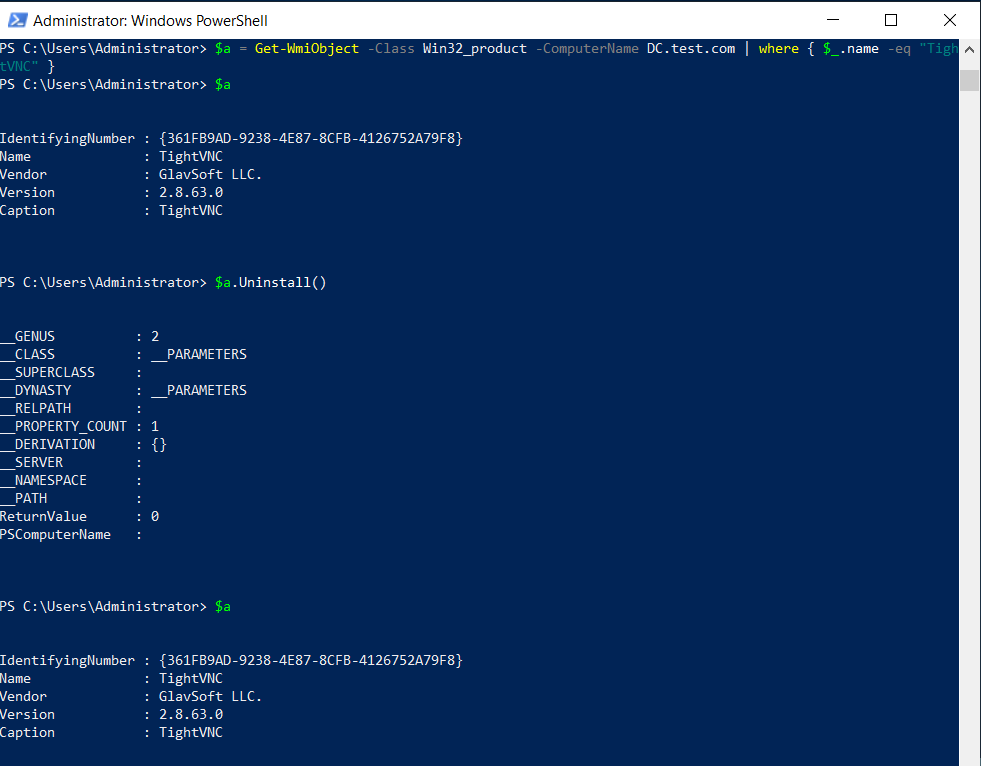 Administrator: Windows PowerShell
PS C:\Users\Administrator> $a = Get-WmiObject -Class Win32_product -ComputerName DC.test.com | where { $_.name -eq "Tigh
tVNC" }
PS C:\Users\Administrator> $a
IdentifyingNumber : {361FB9AD-9238-4E87-8CFB-4126752A79F8}
Name              : TightVNC
Vendor            : GlavSoft LLC.
Version           : 2.8.63.0
Caption           : TightVNC
PS C:\Users\Administrator> $a.Uninstall()
__GENUS          : 2
__CLASS          : __PARAMETERS
__SUPERCLASS     :
__DYNASTY        : __PARAMETERS
__RELPATH        :
__PROPERTY_COUNT : 1
__DERIVATION     : {}
__SERVER         :
__NAMESPACE      :
__PATH           :
ReturnValue      : 0
PSComputerName   :
PS C:\Users\Administrator> $a
IdentifyingNumber : {361FB9AD-9238-4E87-8CFB-4126752A79F8}
Name              : TightVNC
Vendor            : GlavSoft LLC.
Version           : 2.8.63.0
Caption           : TightVNC